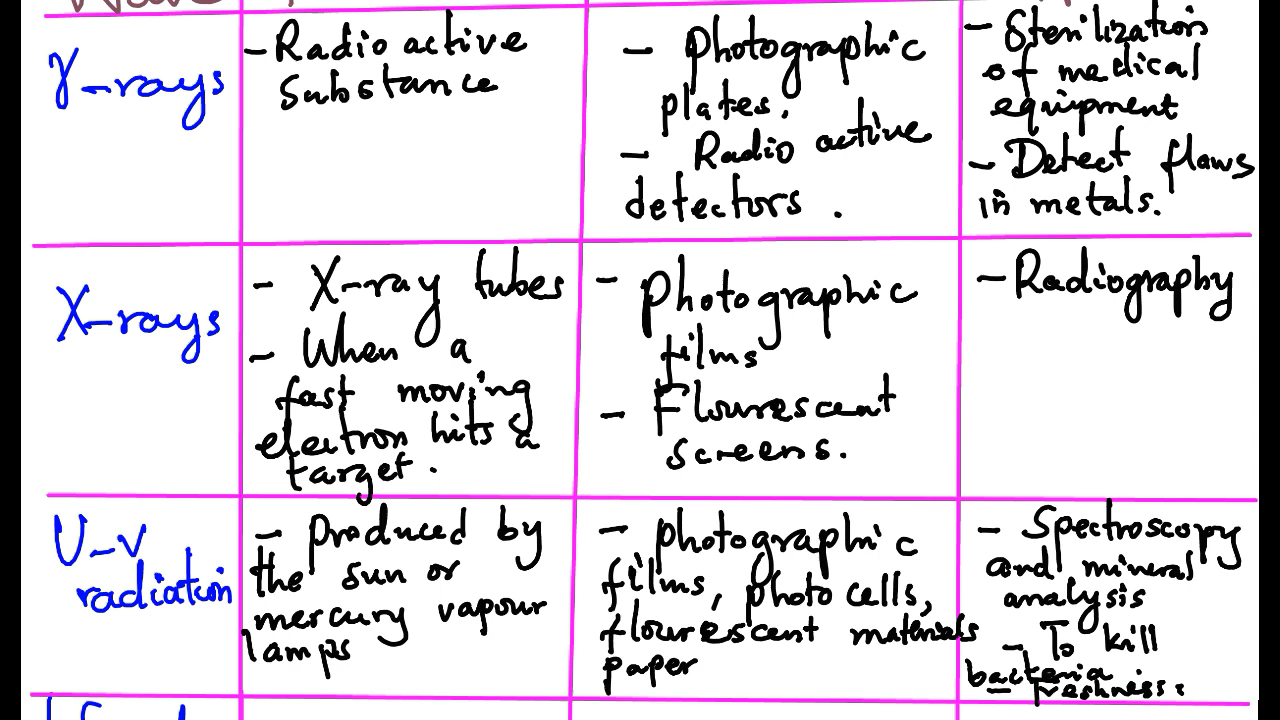 γ-rays
- Radio active
substance
- photographic
plates.
- Radio active
detectors.
- Sterilization
of medical
equipment
- Detect flaws
in metals.
X-rays
- X-ray tubes
- When a
fast moving
electron hits a
target.
- photographic
films
- Flourescent
screens.
- Radiography
U-V
radiation
- produced by
the sun or
mercury vapour
lamps
- photographic
films, photo cells,
flourescent materials
paper
- Spectroscopy
and mineral
analysis
- To kill
bacteria